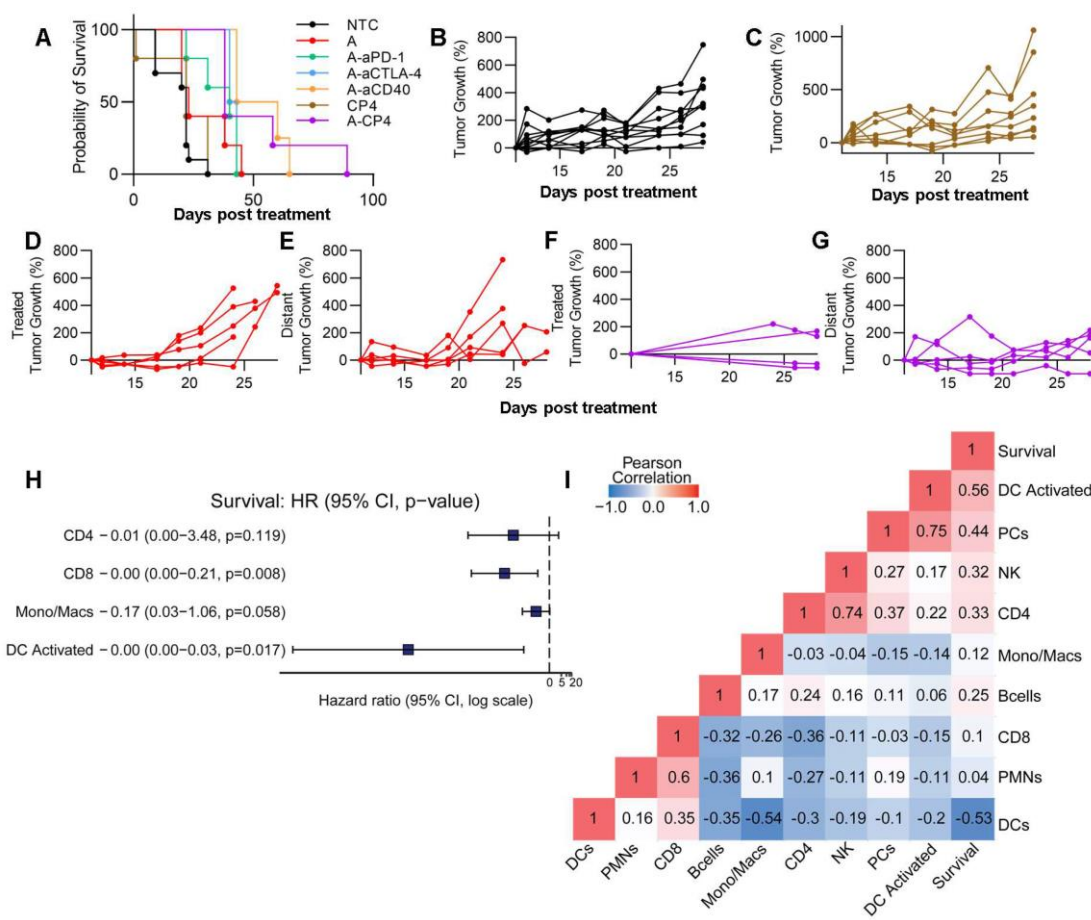 A
Probability of Survival
100
50
0
0
50
100
Days post treatment
NTC
A
A-aPD-1
A-aCTLA-4
A-aCD40
CP4
A-CP4
B
Tumor Growth (%)
800
600
400
200
0
15
20
25
Days post treatment
C
Tumor Growth (%)
1000
500
0
15
20
25
Days post treatment
D
Treated
Tumor Growth (%)
800
600
400
200
0
15
20
25
E
Distant
Tumor Growth (%)
800
600
400
200
0
15
20
25
F
Treated
Tumor Growth (%)
800
600
400
200
0
15
20
25
G
Distant
Tumor Growth (%)
800
600
400
200
0
15
20
25
Days post treatment
H
Survival: HR (95% CI, p-value)
CD4 - 0.01 (0.00-3.48, p=0.119)
CD8 - 0.00 (0.00-0.21, p=0.008)
Mono/Macs - 0.17 (0.03-1.06, p=0.058)
DC Activated - 0.00 (0.00-0.03, p=0.017)
0 5 20
Hazard ratio (95% CI, log scale)
I
Pearson
Correlation
-1.0 0.0 1.0
1 Survival
1 0.56 DC Activated
1 0.75 0.44 PCs
1 0.27 0.17 0.32 NK
1 0.74 0.37 0.22 0.33 CD4
1 -0.03 -0.04 -0.15 -0.14 0.12 Mono/Macs
1 0.17 0.24 0.16 0.11 0.06 0.25 Bcells
1 -0.32 -0.26 -0.36 -0.11 -0.03 -0.15 0.1 CD8
1 0.6 -0.36 0.1 -0.27 -0.11 0.19 -0.11 0.04 PMNs
1 0.16 0.35 -0.35 -0.54 -0.3 -0.19 -0.1 -0.2 -0.53 DCs
DCs
PMNs
CD8
Bcells
Mono/Macs
CD4
NK
PCs
DC Activated
Survival